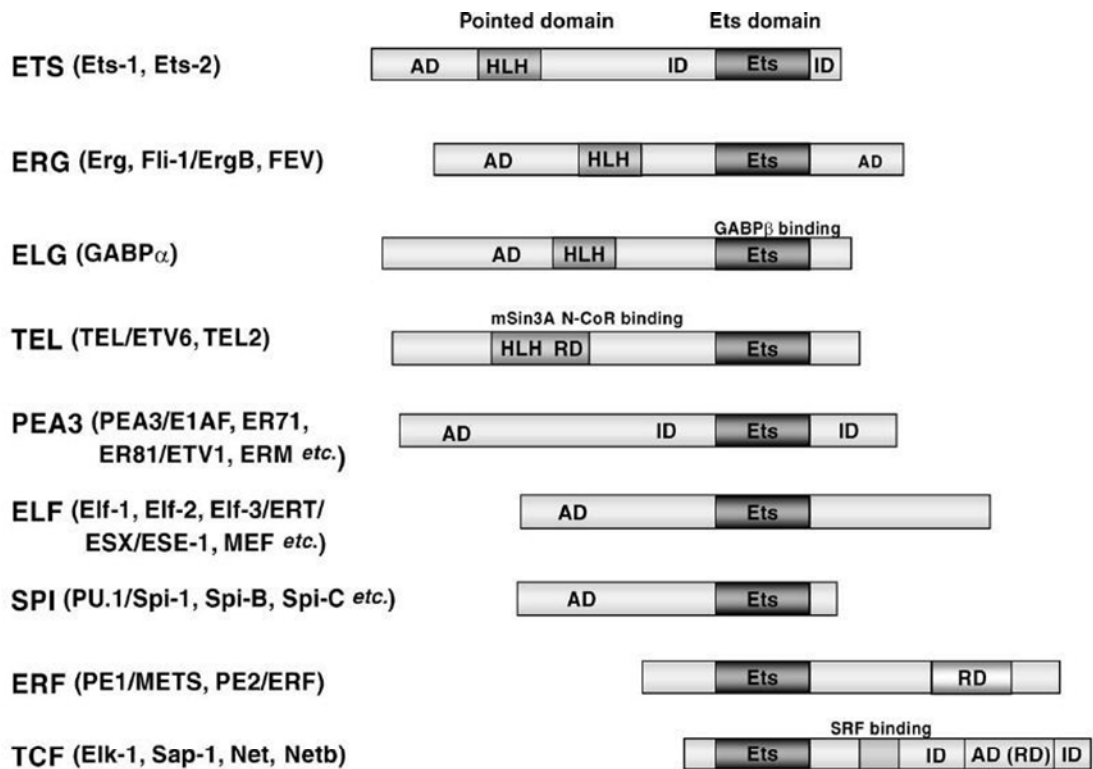 Pointed domain Ets domain
ETS (Ets-1, Ets-2) AD HLH ID Ets ID
ERG (Erg, Fli-1/ErgB, FEV) AD HLH Ets AD
GABPβ binding
ELG (GABPα) AD HLH Ets
mSin3A N-CoR binding
TEL (TEL/ETV6, TEL2) HLH RD Ets
PEA3 (PEA3/E1AF, ER71, AD ID Ets ID
ER81/ETV1, ERM etc.)
ELF (Elf-1, Elf-2, Elf-3/ERT/ AD Ets
ESX/ESE-1, MEF etc.)
SPI (PU.1/Spi-1, Spi-B, Spi-C etc.) AD Ets
ERF (PE1/METS, PE2/ERF) Ets RD
SRF binding
TCF (Elk-1, Sap-1, Net, Netb) Ets ID AD (RD) ID